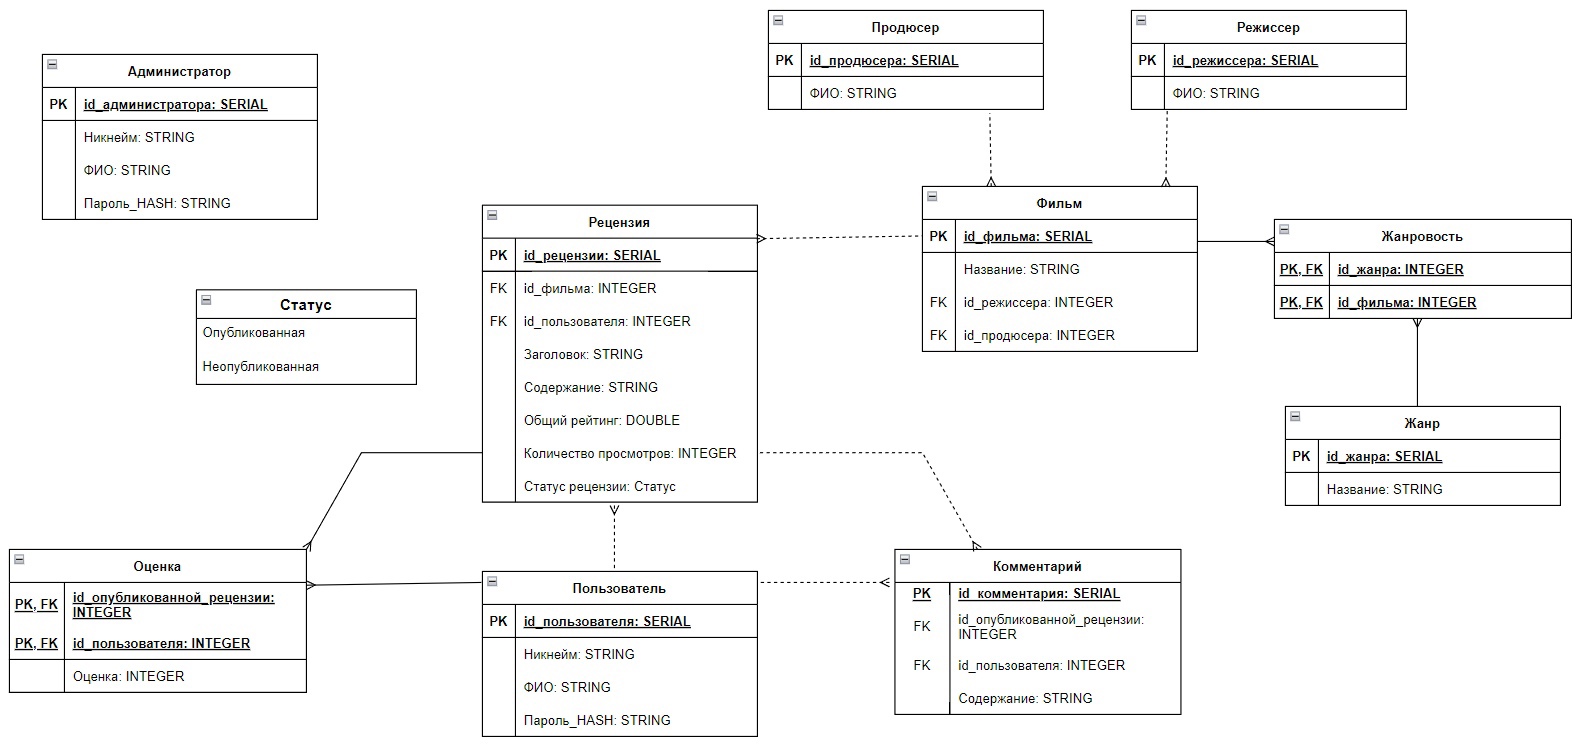 Администратор
PK id_администратора: SERIAL
Никнейм: STRING
ФИО: STRING
Пароль_HASH: STRING
Продюсер
PK id_продюсера: SERIAL
ФИО: STRING
Режиссер
PK id_режиссера: SERIAL
ФИО: STRING
Рецензия
PK id_рецензии: SERIAL
FK id_фильма: INTEGER
FK id_пользователя: INTEGER
Заголовок: STRING
Содержание: STRING
Общий рейтинг: DOUBLE
Количество просмотров: INTEGER
Статус рецензии: Статус
Фильм
PK id_фильма: SERIAL
Название: STRING
FK id_режиссера: INTEGER
FK id_продюсера: INTEGER
Жанровость
PK, FK id_жанра: INTEGER
PK, FK id_фильма: INTEGER
Статус
Опубликованная
Неопубликованная
Жанр
PK id_жанра: SERIAL
Название: STRING
Оценка
PK, FK id_опубликованной_рецензии:
INTEGER
PK, FK id_пользователя: INTEGER
Оценка: INTEGER
Пользователь
PK id_пользователя: SERIAL
Никнейм: STRING
ФИО: STRING
Пароль_HASH: STRING
Комментарий
PK id_комментария: SERIAL
FK id_опубликованной_рецензии:
INTEGER
FK id_пользователя: INTEGER
Содержание: STRING